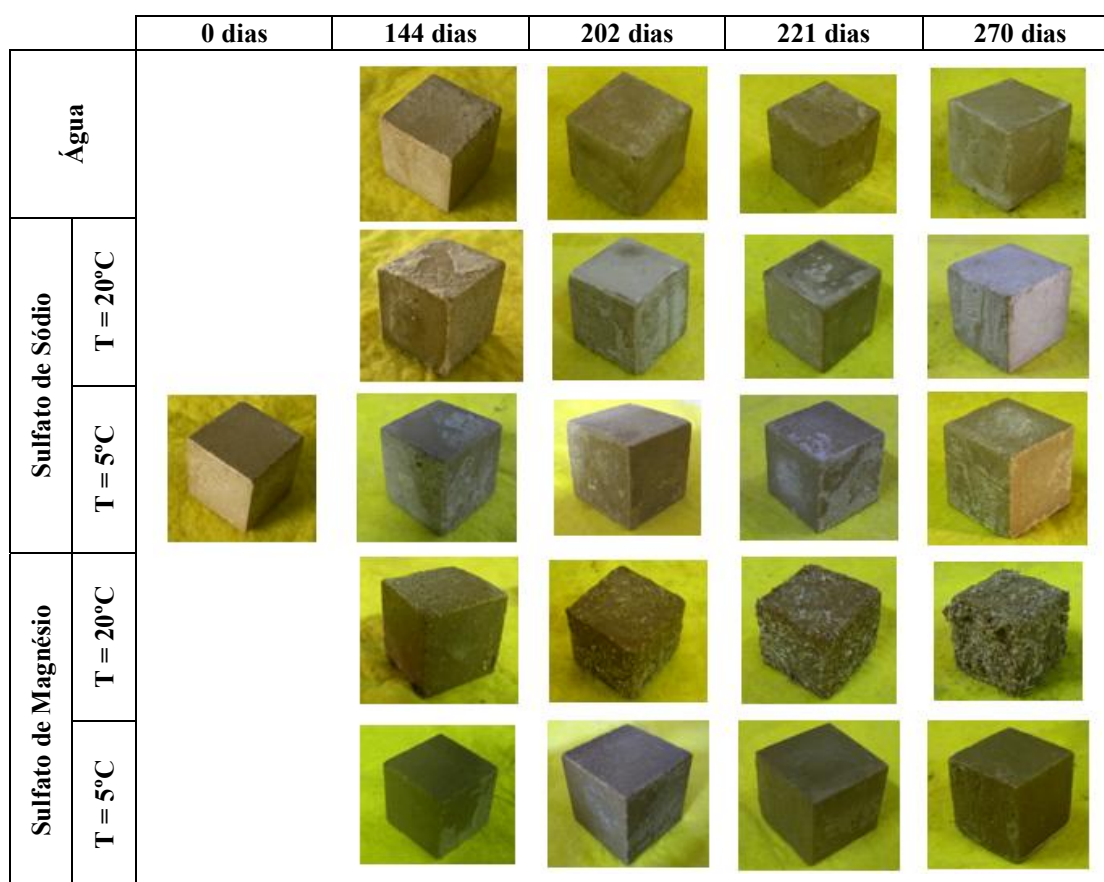 0 dias
144 dias
202 dias
221 dias
270 dias
Água
Sulfato de Sódio
T = 20ºC
T = 5ºC
Sulfato de Magnésio
T = 20ºC
T = 5ºC